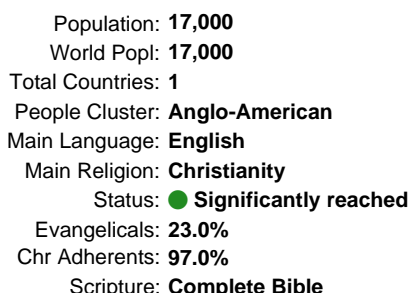 Population: 17,000
World Popl: 17,000
Total Countries: 1
People Cluster: Anglo-American
Main Language: English
Main Religion: Christianity
Status: Significantly reached
Evangelicals: 23.0%
Chr Adherents: 97.0%
Scripture: Complete Bible